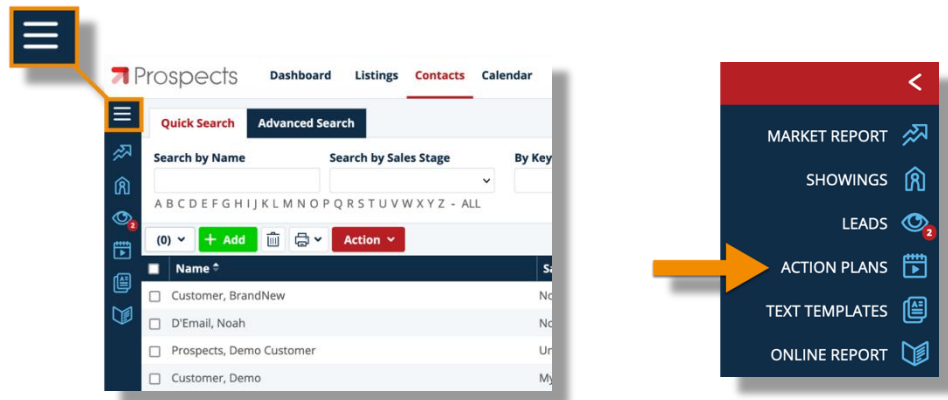 Prospects Dashboard Listings Contacts Calendar
Quick Search Advanced Search
Search by Name Search by Sales Stage By Key
A B C D E F G H I J K L M N O P Q R S T U V W X Y Z - ALL
(0) + Add Action
Name Sa
Customer, BrandNew No
D'Email, Noah No
Prospects, Demo Customer Un
Customer, Demo My
2
MARKET REPORT
SHOWINGS
LEADS 2
ACTION PLANS
TEXT TEMPLATES
ONLINE REPORT